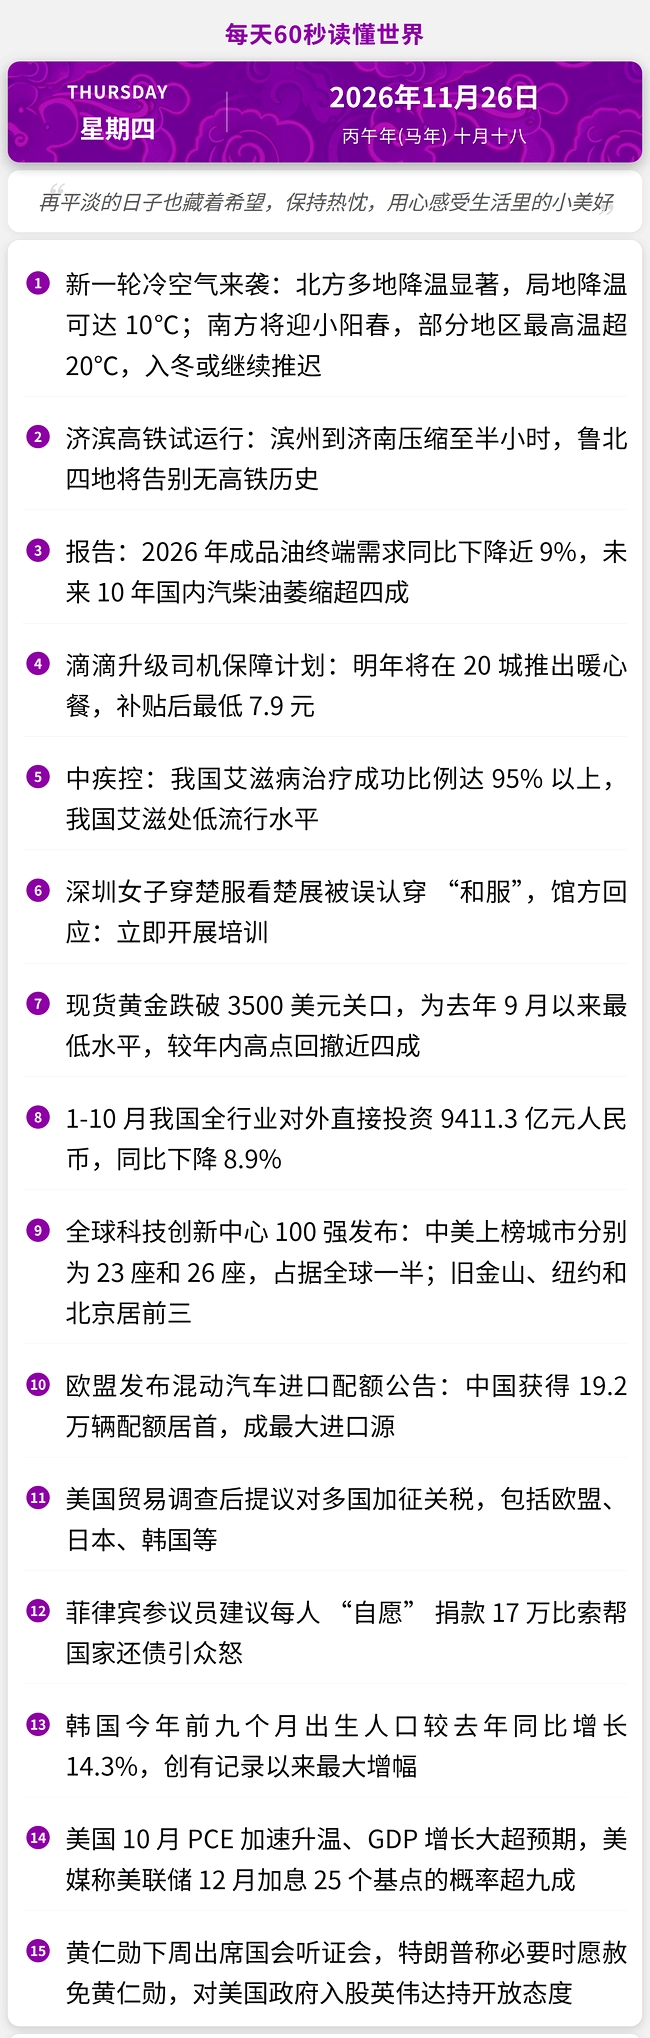 每天60秒读懂世界
THURSDAY
星期四
2026年11月26日
丙午年(马年) 十月十八
“再平淡的日子也藏着希望，保持热忱，用心感受生活里的小美好”
1 新一轮冷空气来袭：北方多地降温显著，局地降温
可达 10℃；南方将迎小阳春，部分地区最高温超
20℃，入冬或继续推迟
2 济滨高铁试运行：滨州到济南压缩至半小时，鲁北
四地将告别无高铁历史
3 报告：2026 年成品油终端需求同比下降近 9%，未
来 10 年国内汽柴油萎缩超四成
4 滴滴升级司机保障计划：明年将在 20 城推出暖心
餐，补贴后最低 7.9 元
5 中疾控：我国艾滋病治疗成功比例达 95% 以上，
我国艾滋处低流行水平
6 深圳女子穿楚服看楚展被误认穿 “和服”，馆方回
应：立即开展培训
7 现货黄金跌破 3500 美元关口，为去年 9 月以来最
低水平，较年内高点回撤近四成
8 1-10 月我国全行业对外直接投资 9411.3 亿元人民
币，同比下降 8.9%
9 全球科技创新中心 100 强发布：中美上榜城市分别
为 23 座和 26 座，占据全球一半；旧金山、纽约和
北京居前三
10 欧盟发布混动汽车进口配额公告：中国获得 19.2
万辆配额居首，成最大进口源
11 美国贸易调查后提议对多国加征关税，包括欧盟、
日本、韩国等
12 菲律宾参议员建议每人 “自愿” 捐款 17 万比索帮
国家还债引众怒
13 韩国今年前九个月出生人口较去年同比增长
14.3%，创有记录以来最大增幅
14 美国 10 月 PCE 加速升温、GDP 增长大超预期，美
媒称美联储 12 月加息 25 个基点的概率超九成
15 黄仁勋下周出席国会听证会，特朗普称必要时愿赦
免黄仁勋，对美国政府入股英伟达持开放态度